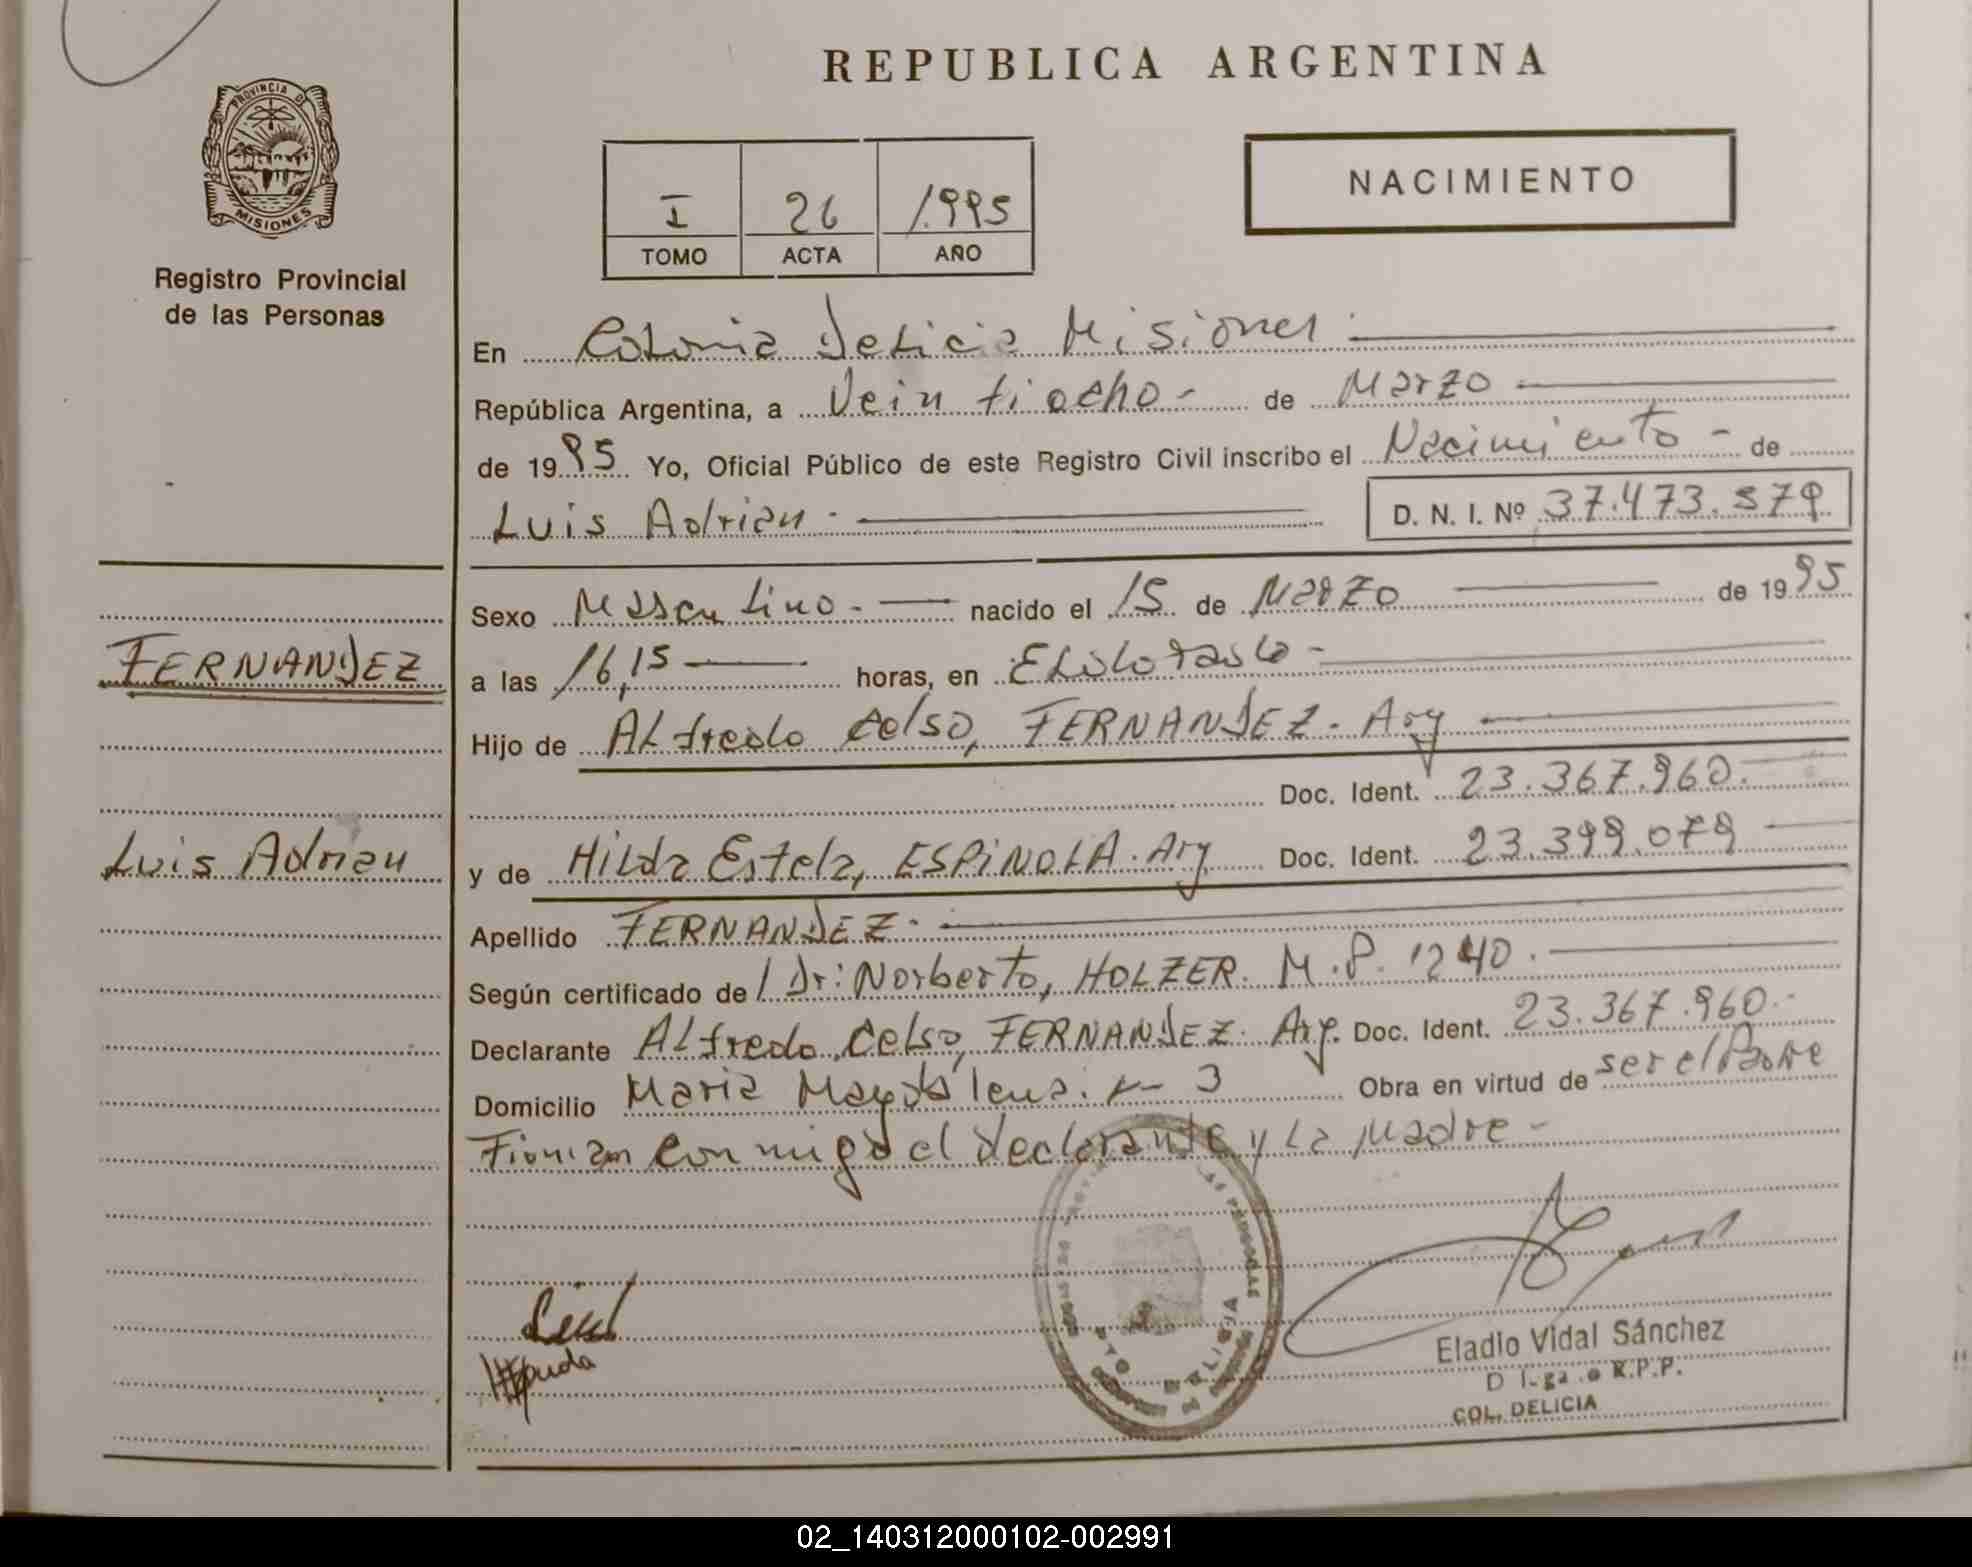 REPUBLICA ARGENTINA
PROVINCIA DE
MISIONES
Registro Provincial
de las Personas
I 26 1.995
TOMO ACTA AÑO
NACIMIENTO
En Colonia Delicia Misiones
República Argentina, a Veintiocho - de Marzo
de 1995 Yo, Oficial Público de este Registro Civil inscribo el Nacimiento - de
Luis Adrian - D. N. I. Nº 37.473.579
Sexo Masculino - nacido el 15 de Marzo de 1995
a las 16,15 horas, en Eldorado -
Hijo de Alfredo Celso, FERNANDEZ - Arg
Doc. Ident. 23.367.960.
y de Hilda Estela, ESPINOLA. Arg Doc. Ident. 23.399.079
Apellido FERNANDEZ -
Según certificado de / Dr: Norberto, HOLZER. M.P. 1240.
Declarante Alfredo Celso, FERNANDEZ. Arg. Doc. Ident. 23.367.960.-
Domicilio Maria Magdalena. K- 3 Obra en virtud de ser el Padre
Firman conmigo el declarante y La Madre -
FERNANDEZ
Luis Adrian
Eladio Vidal Sánchez
R.P.P.
COL. DELICIA
02_140312000102-002991